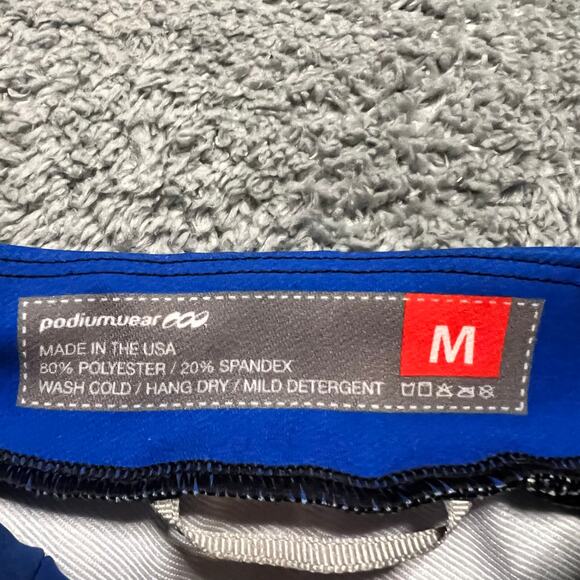 podiumwear
MADE IN THE USA
80% POLYESTER / 20% SPANDEX
WASH COLD / HANG DRY / MILD DETERGENT
M